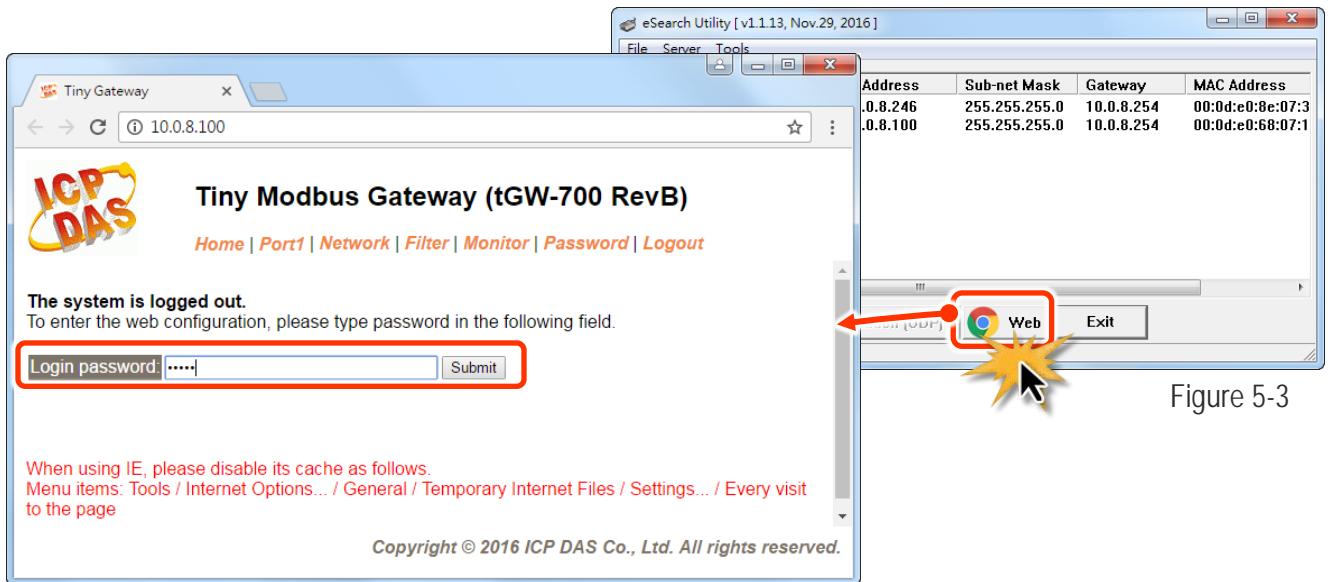 eSearch Utility [ v1.1.13, Nov.29, 2016 ]
File Server Tools
Address Sub-net Mask Gateway MAC Address
.0.8.246 255.255.255.0 10.0.8.254 00:0d:e0:8e:07:3
.0.8.100 255.255.255.0 10.0.8.254 00:0d:e0:68:07:1
Web Exit
Tiny Gateway
10.0.8.100
ICP
DAS
Tiny Modbus Gateway (tGW-700 RevB)
Home | Port1 | Network | Filter | Monitor | Password | Logout
The system is logged out.
To enter the web configuration, please type password in the following field.
Login password: ••••• Submit
When using IE, please disable its cache as follows.
Menu items: Tools / Internet Options... / General / Temporary Internet Files / Settings... / Every visit
to the page
Copyright © 2016 ICP DAS Co., Ltd. All rights reserved.
Figure 5-3